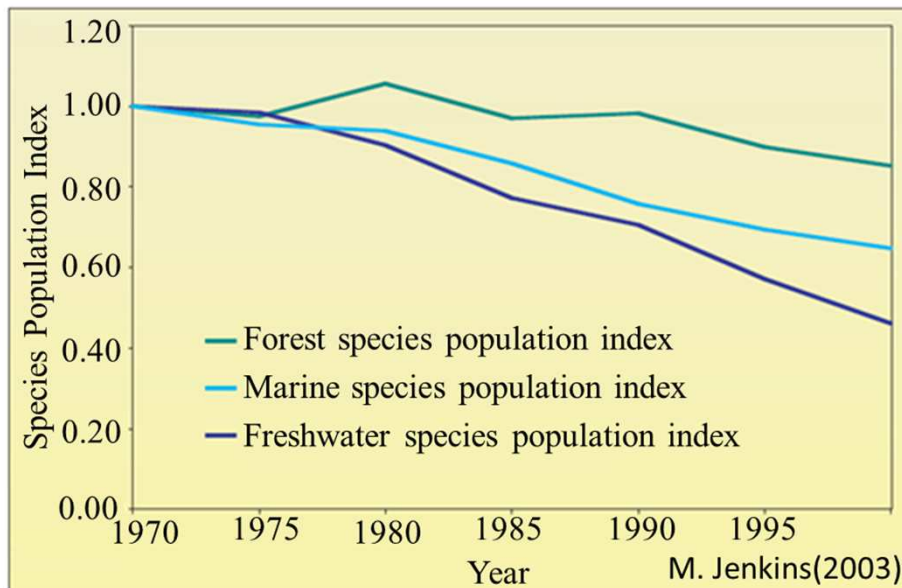 1.20
1.00
0.80
0.60
0.40
0.20
0.00
Species Population Index
Forest species population index
Marine species population index
Freshwater species population index
1970 1975 1980 1985 1990 1995
Year
M. Jenkins(2003)